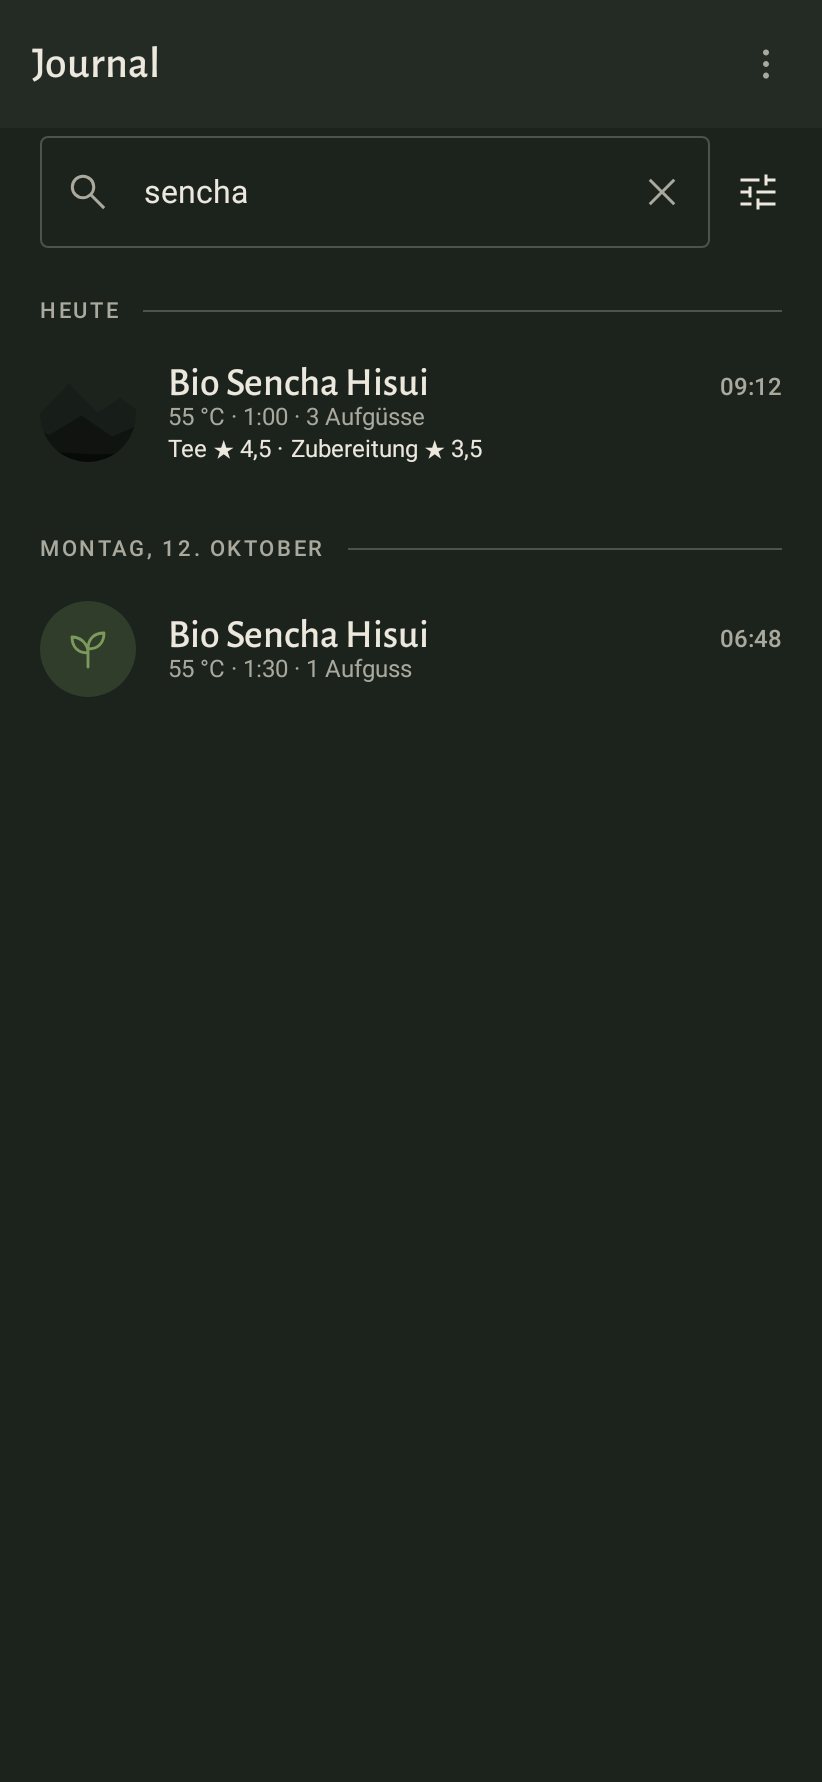 Journal
sencha
HEUTE
Bio Sencha Hisui
09:12
55 °C · 1:00 · 3 Aufgüsse
Tee ★ 4,5 · Zubereitung ★ 3,5
MONTAG, 12. OKTOBER
Bio Sencha Hisui
06:48
55 °C · 1:30 · 1 Aufguss